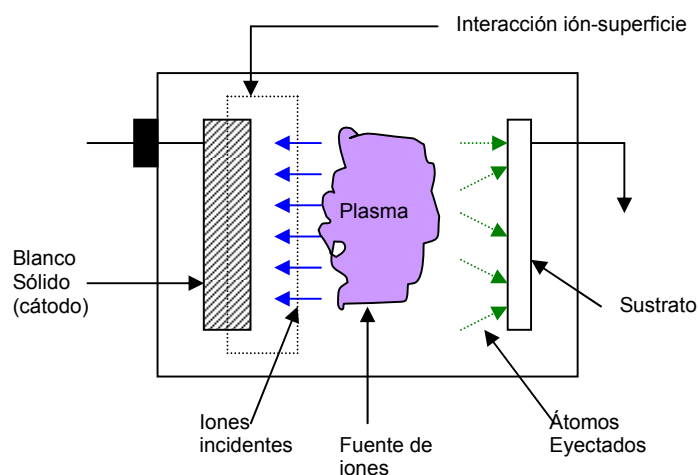 Interacción ión-superficie
Plasma
Blanco
Sólido
(cátodo)
Sustrato
Iones
incidentes
Fuente de
iones
Átomos
Eyectados